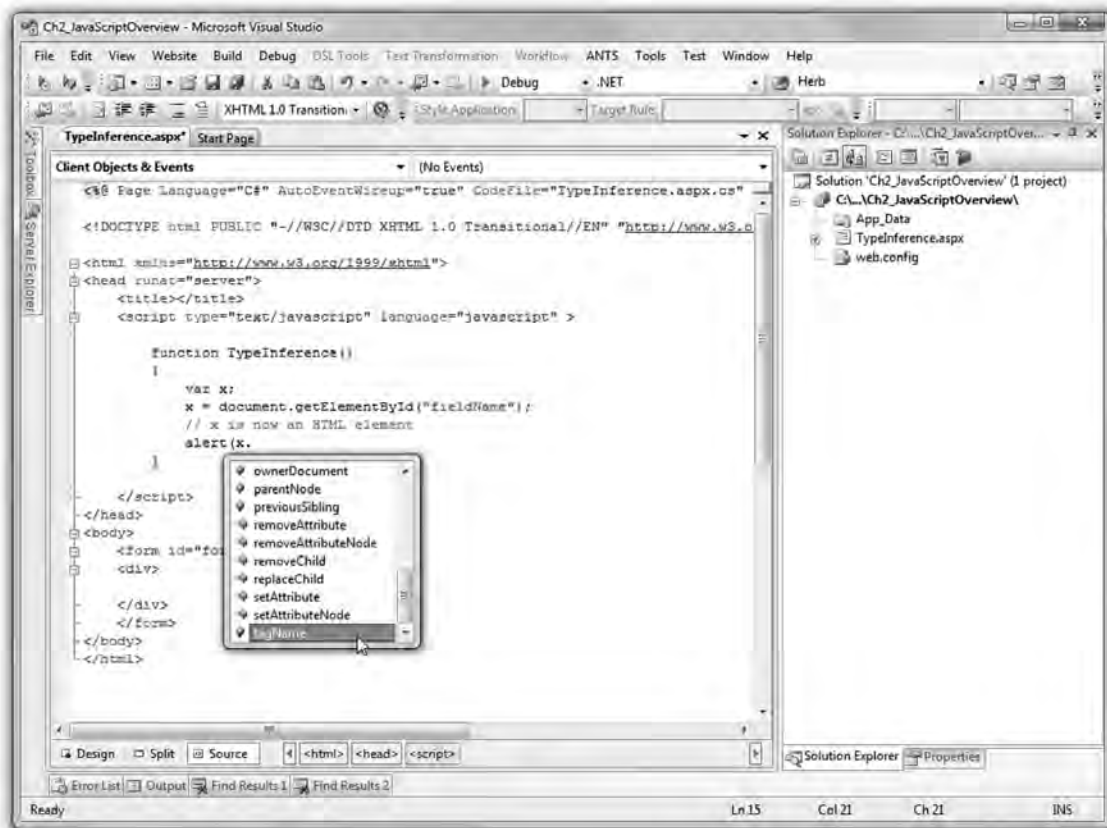 Ch2_JavaScriptOverview - Microsoft Visual Studio
File Edit View Website Build Debug DSL Tools Text Transformation Workflow ANTS Tools Test Window Help
Debug .NET Herb
XHTML 1.0 Transition: Style Application: Target Rule:
TypeInference.aspx* Start Page
Solution Explorer - C:\...\Ch2_JavaScriptOver...
Toolbox
Server Explorer
Client Objects & Events (No Events)
<%@ Page Language="C#" AutoEventWireup="true" CodeFile="TypeInference.aspx.cs"
<!DOCTYPE html PUBLIC "-//W3C//DTD XHTML 1.0 Transitional//EN" "http://www.w3.o
<html xmlns="http://www.w3.org/1999/xhtml">
<head runat="server">
<title></title>
<script type="text/javascript" language="javascript" >
function TypeInference()
{
var x;
x = document.getElementById("fieldName");
// x is now an HTML element
alert(x.
}
</script>
</head>
<body>
<form id="fo
<div>
</div>
</form>
</body>
</html>
ownerDocument
parentNode
previousSibling
removeAttribute
removeAttributeNode
removeChild
replaceChild
setAttribute
setAttributeNode
tagName
Solution 'Ch2_JavaScriptOverview' (1 project)
C:\...\Ch2_JavaScriptOverview\
App_Data
TypeInference.aspx
web.config
Design Split Source <html> <head> <script>
Solution Explorer Properties
Error List Output Find Results 1 Find Results 2
Ready Ln 15 Col 21 Ch 21 INS